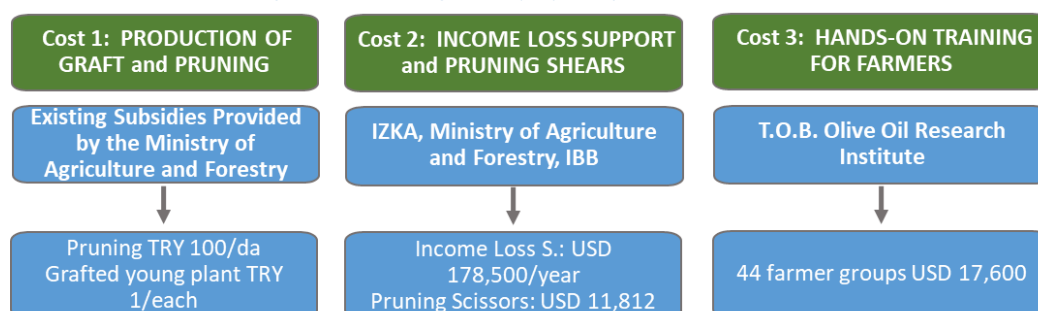 Cost 1: PRODUCTION OF
GRAFT and PRUNING
Existing Subsidies Provided
by the Ministry of
Agriculture and Forestry
Pruning TRY 100/da
Grafted young plant TRY
1/each
Cost 2: INCOME LOSS SUPPORT
and PRUNING SHEARS
IZKA, Ministry of Agriculture
and Forestry, IBB
Income Loss S.: USD
178,500/year
Pruning Scissors: USD 11,812
Cost 3: HANDS-ON TRAINING
FOR FARMERS
T.O.B. Olive Oil Research
Institute
44 farmer groups USD 17,600